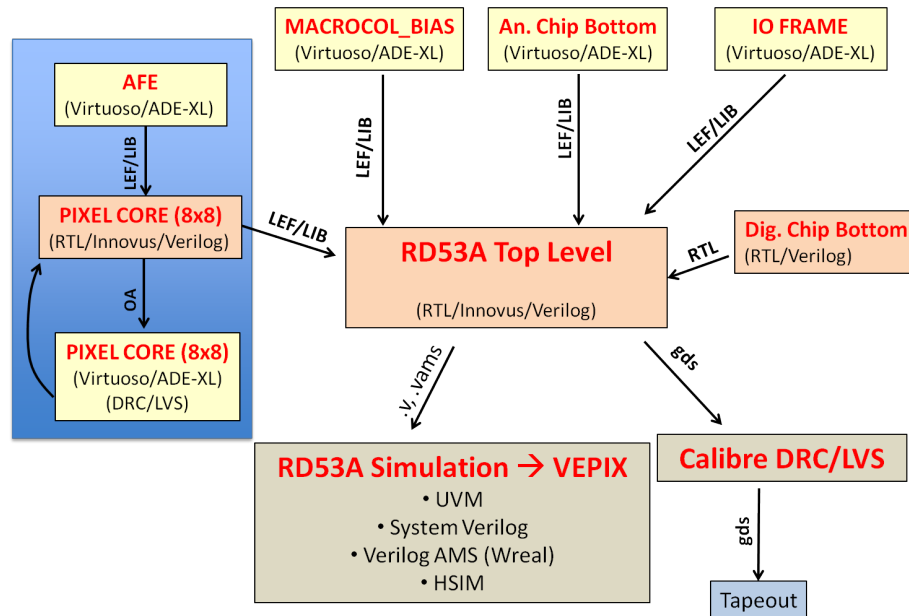 MACROCOL_BIAS
(Virtuoso/ADE-XL)
An. Chip Bottom
(Virtuoso/ADE-XL)
IO FRAME
(Virtuoso/ADE-XL)
AFE
(Virtuoso/ADE-XL)
LEF/LIB
LEF/LIB
LEF/LIB
LEF/LIB
PIXEL CORE (8x8)
(RTL/Innovus/Verilog)
LEF/LIB
RD53A Top Level
(RTL/Innovus/Verilog)
RTL
Dig. Chip Bottom
(RTL/Verilog)
OA
PIXEL CORE (8x8)
(Virtuoso/ADE-XL)
(DRC/LVS)
.v, .vams
gds
RD53A Simulation → VEPIX
• UVM
• System Verilog
• Verilog AMS (Wreal)
• HSIM
Calibre DRC/LVS
gds
Tapeout